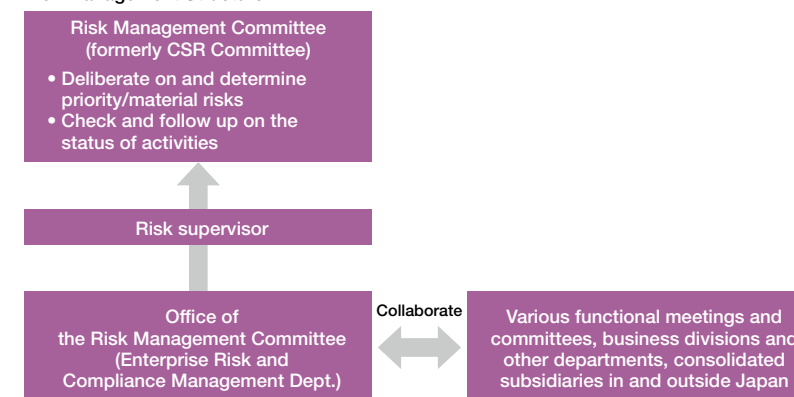 Risk Management Committee
(formerly CSR Committee)
• Deliberate on and determine
priority/material risks
• Check and follow up on the
status of activities
Risk supervisor
Office of
the Risk Management Committee
(Enterprise Risk and
Compliance Management Dept.)
Collaborate
Various functional meetings and
committees, business divisions and
other departments, consolidated
subsidiaries in and outside Japan